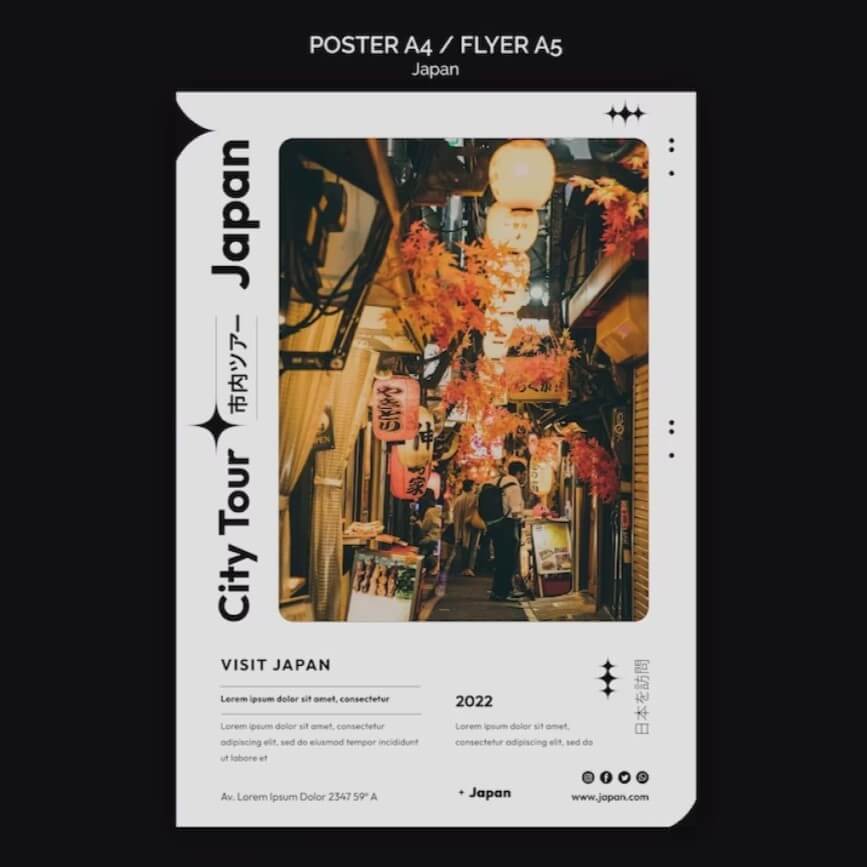 POSTER A4 / FLYER A5
Japan
City Tour
市内ツアー
Japan
OPEN
VISIT JAPAN
Lorem ipsum dolor sit amet, consectetur
Lorem ipsum dolor sit amet, consectetur
adipiscing elit, sed do eiusmod tempor incididunt
ut labore et
Av. Lorem Ipsum Dolor 2347 59º A
2022
Lorem ipsum dolor sit amet,
consectetur adipiscing elit, sed do
+ Japan
日本を訪問
www.japan.com